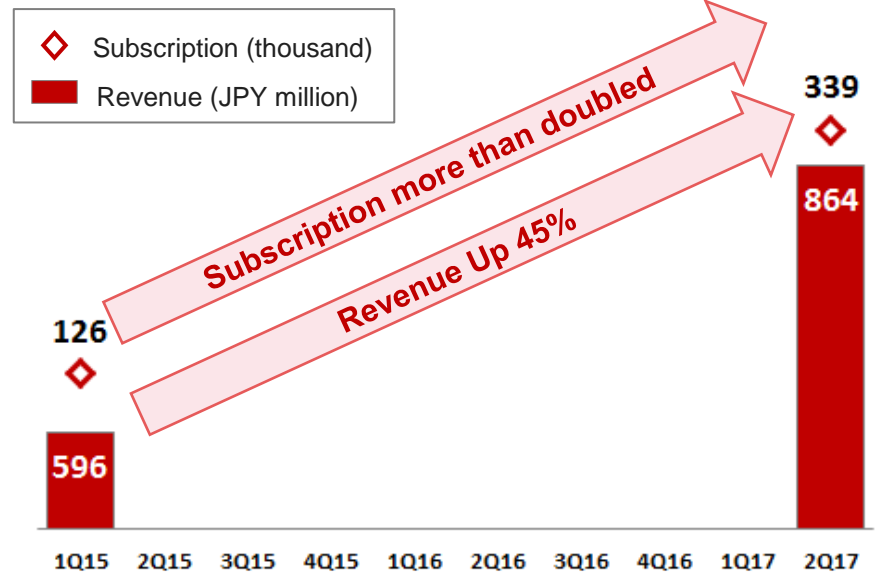 Subscription (thousand)
Revenue (JPY million)
Subscription more than doubled
Revenue Up 45%
339
864
126
596
1Q15 2Q15 3Q15 4Q15 1Q16 2Q16 3Q16 4Q16 1Q17 2Q17